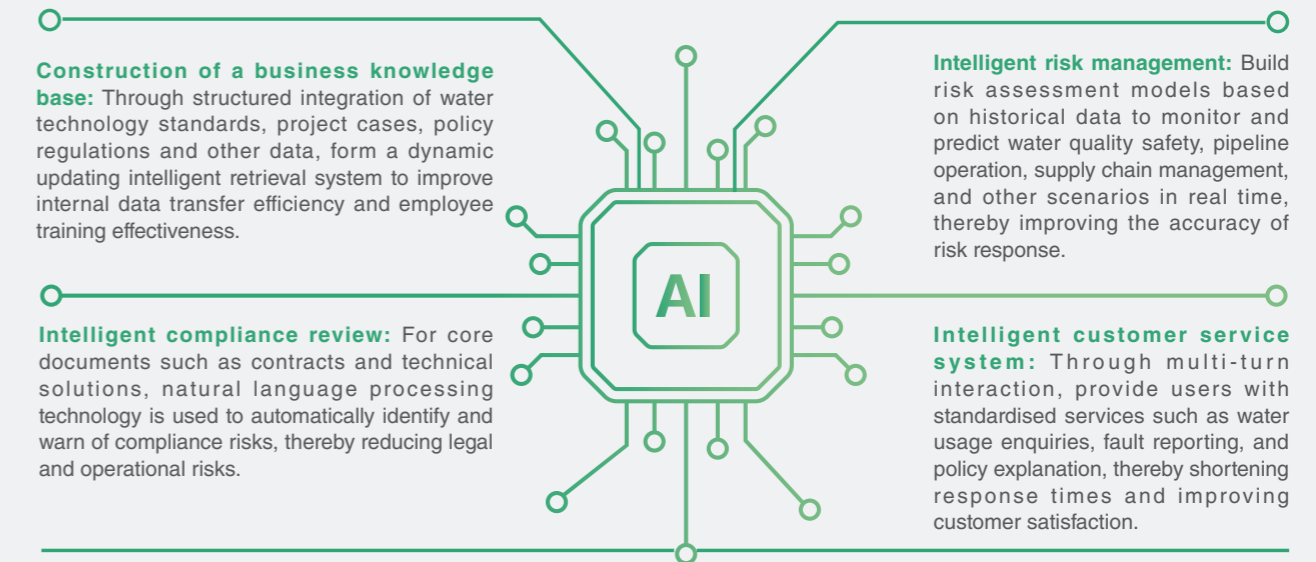 Construction of a business knowledge
base: Through structured integration of water
technology standards, project cases, policy
regulations and other data, form a dynamic
updating intelligent retrieval system to improve
internal data transfer efficiency and employee
training effectiveness.
Intelligent compliance review: For core
documents such as contracts and technical
solutions, natural language processing
technology is used to automatically identify and
warn of compliance risks, thereby reducing legal
and operational risks.
AI
Intelligent risk management: Build
risk assessment models based
on historical data to monitor and
predict water quality safety, pipeline
operation, supply chain management,
and other scenarios in real time,
thereby improving the accuracy of
risk response.
Intelligent customer service
system: Through multi-turn
interaction, provide users with
standardised services such as water
usage enquiries, fault reporting, and
policy explanation, thereby shortening
response times and improving
customer satisfaction.